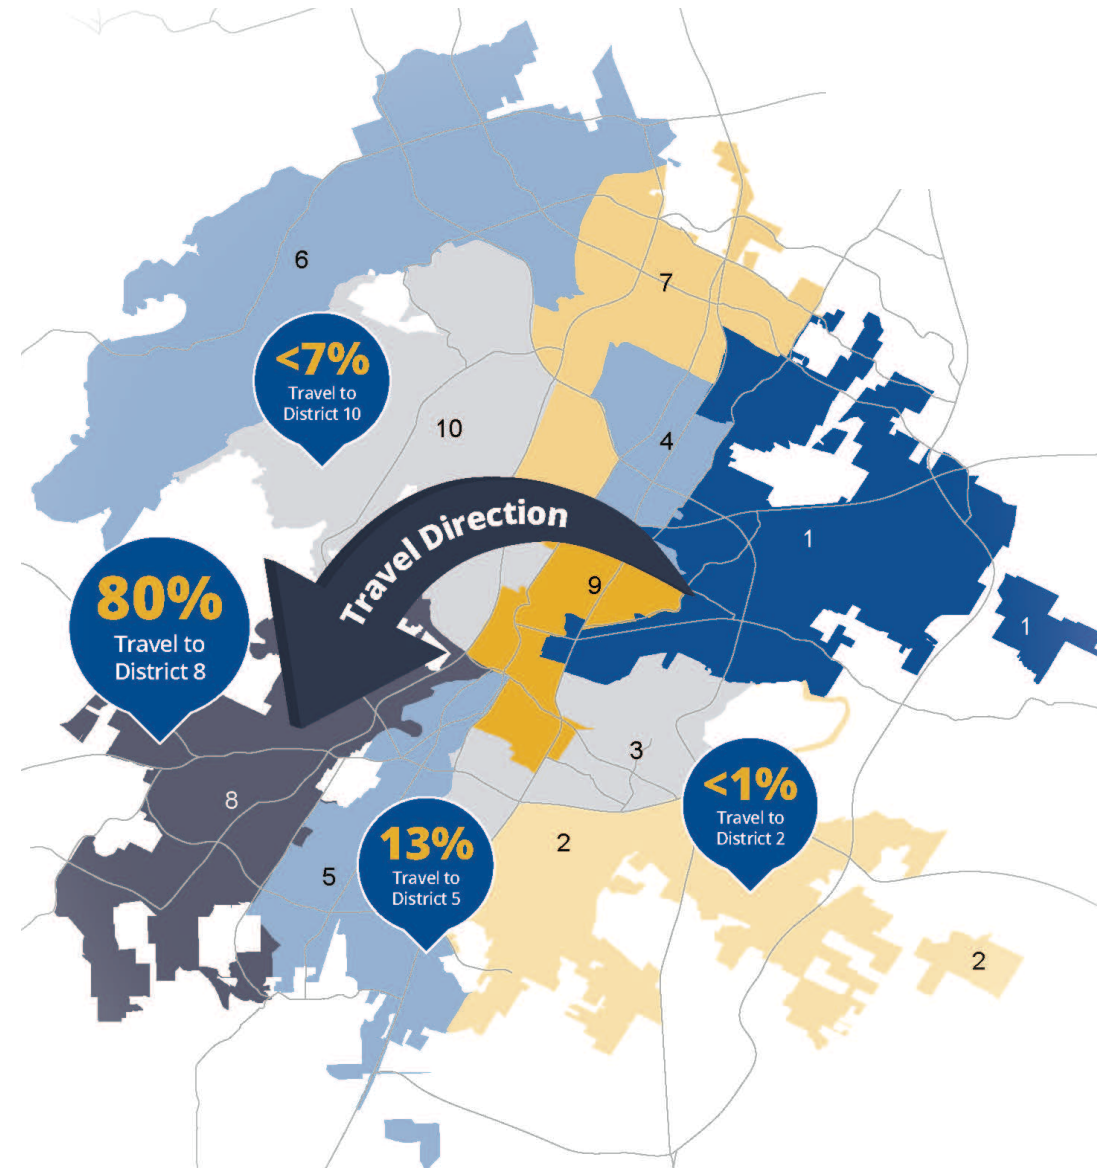 6
7
<7%
Travel to
District 10
10
4
Travel Direction
1
80%
Travel to
District 8
9
1
3
<1%
Travel to
District 2
8
13%
Travel to
District 5
5
2
2